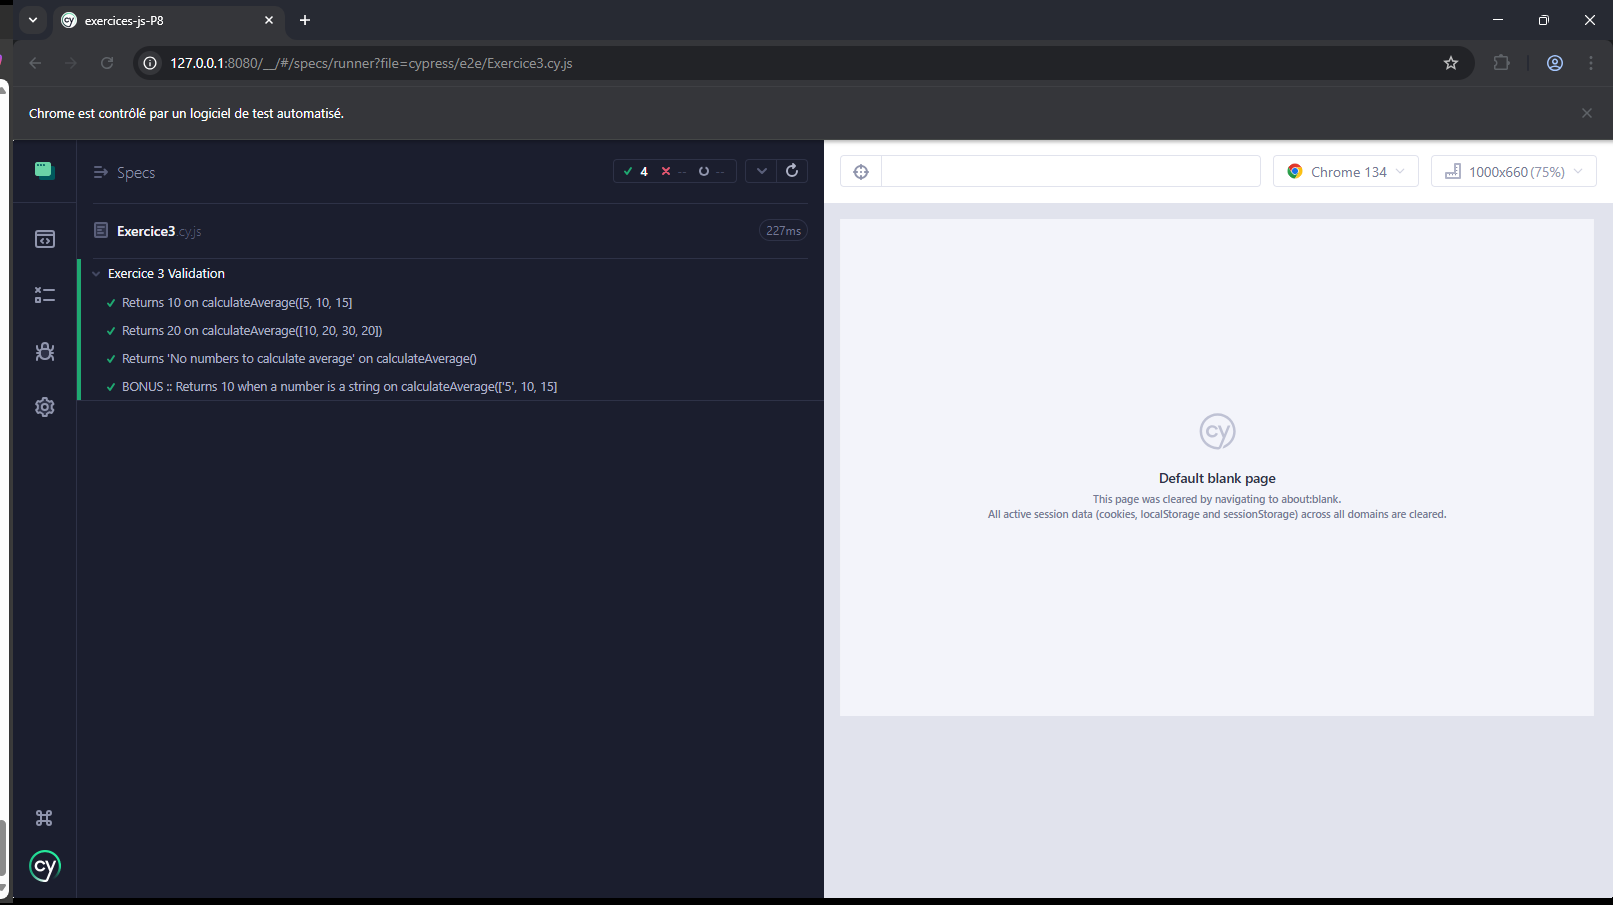 exercices-js-P8
127.0.0.1:8080/__/#/specs/runner?file=cypress/e2e/Exercice3.cy.js
Chrome est contrôlé par un logiciel de test automatisé.
Specs
4 -- --
Exercice3.cy.js
227ms
Exercice 3 Validation
Returns 10 on calculateAverage([5, 10, 15]
Returns 20 on calculateAverage([10, 20, 30, 20])
Returns 'No numbers to calculate average' on calculateAverage()
BONUS :: Returns 10 when a number is a string on calculateAverage(['5', 10, 15]
cy
Chrome 134
1000x660 (75%)
cy
Default blank page
This page was cleared by navigating to about:blank.
All active session data (cookies, localStorage and sessionStorage) across all domains are cleared.